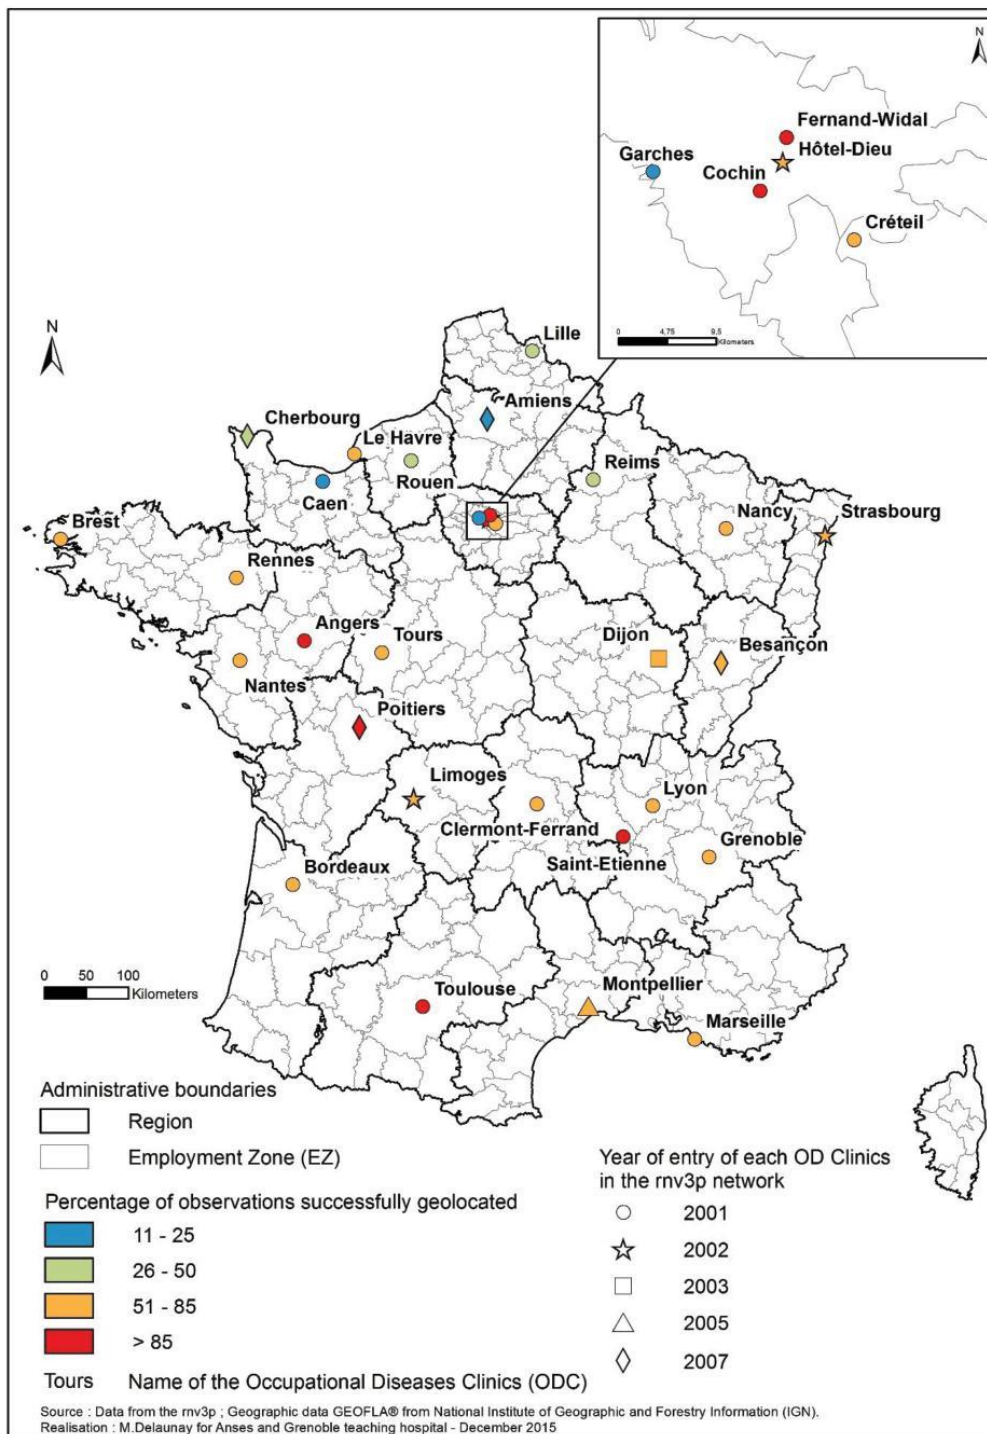 N
Fernand-Widal
Hôtel-Dieu
Garches
Cochin
Créteil
0 4,75 9,5
Kilometers
N
Lille
Amiens
Cherbourg
Le Havre
Rouen
Reims
Caen
Nancy
Strasbourg
Brest
Rennes
Angers
Tours
Dijon
Besançon
Nantes
Poitiers
Limoges
Lyon
Clermont-Ferrand
Grenoble
Saint-Etienne
Bordeaux
0 50 100
Kilometers
Toulouse
Montpellier
Marseille
Administrative boundaries
Region
Employment Zone (EZ)
Percentage of observations successfully geolocated
11 - 25
26 - 50
51 - 85
> 85
Tours Name of the Occupational Diseases Clinics (ODC)
Year of entry of each OD Clinics
in the rnv3p network
2001
2002
2003
2005
2007
Source : Data from the rnv3p ; Geographic data GEOFLA® from National Institute of Geographic and Forestry Information (IGN).
Realisation : M.Delaunay for Anses and Grenoble teaching hospital - December 2015